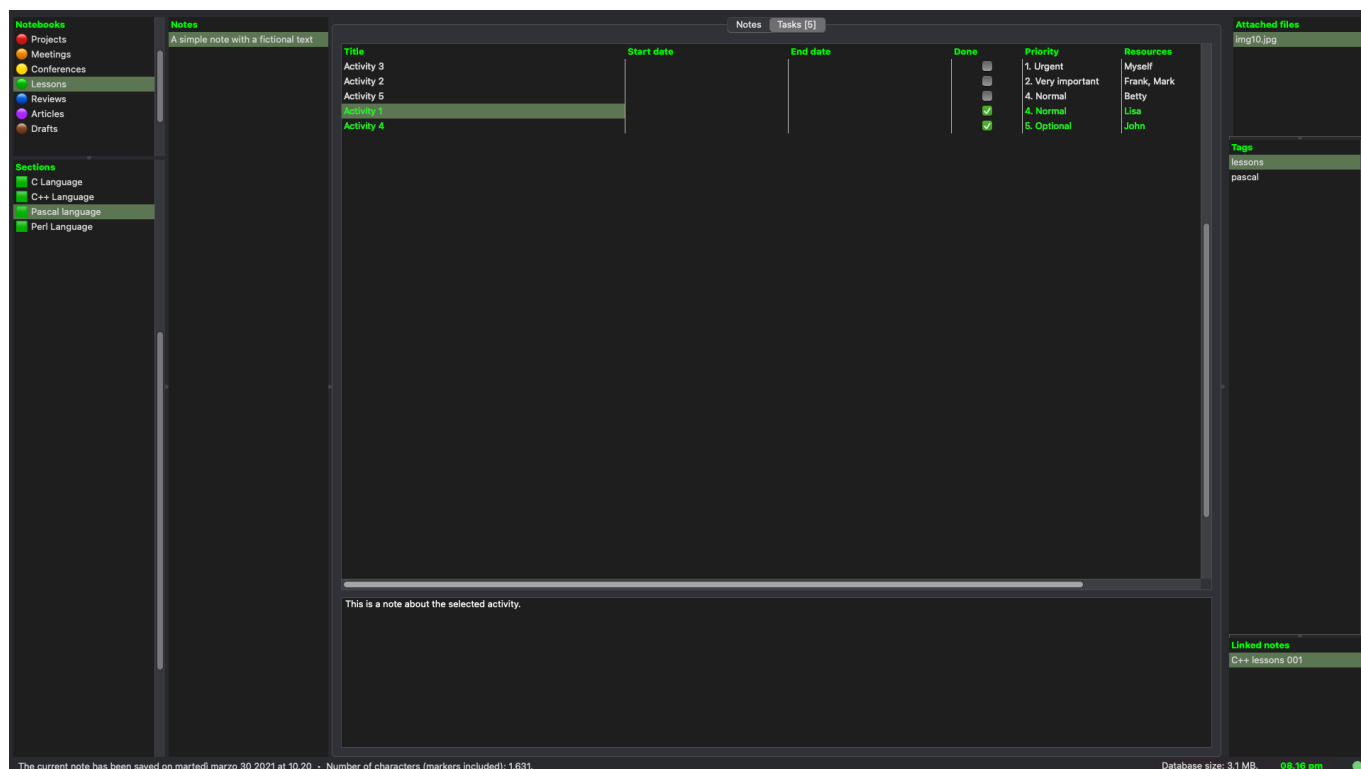 Notebooks
Projects
Meetings
Conferences
Lessons
Reviews
Articles
Drafts
Sections
C Language
C++ Language
Pascal language
Perl Language
Notes
A simple note with a fictional text
Notes Tasks [5]
Title Start date End date Done Priority Resources
Activity 3 1. Urgent Myself
Activity 2 2. Very important Frank, Mark
Activity 5 4. Normal Betty
Activity 1 4. Normal Lisa
Activity 4 5. Optional John
This is a note about the selected activity.
Attached files
img10.jpg
Tags
lessons
pascal
Linked notes
C++ lessons 001
The current note has been saved on martedì marzo 30 2021 at 10.20 - Number of characters (markers included): 1.631. Database size: 3,1 MB. 08.16 pm